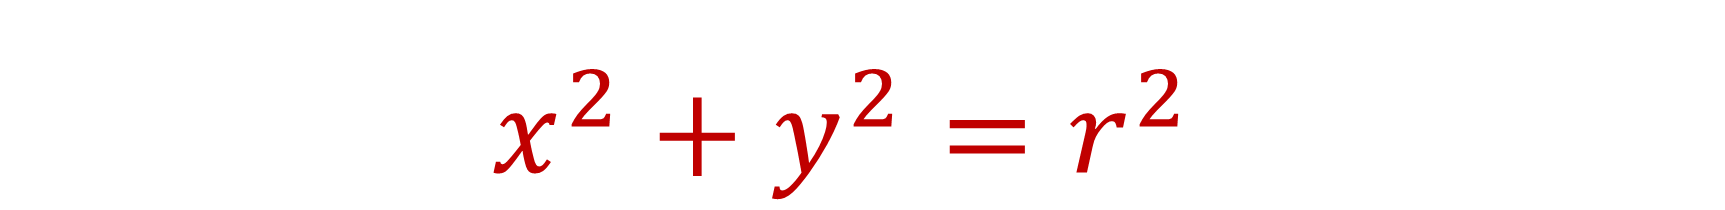 x² + y² = r²